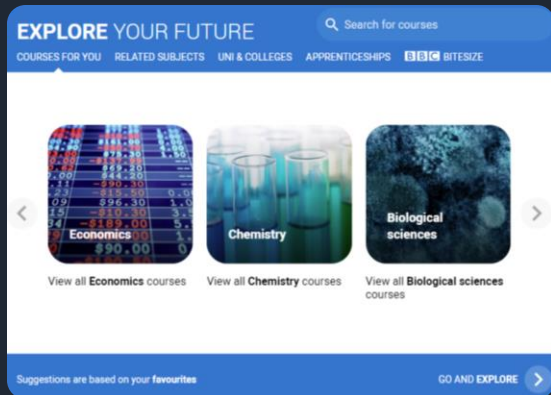 EXPLORE YOUR FUTURE
Search for courses
COURSES FOR YOU RELATED SUBJECTS UNI & COLLEGES APPRENTICESHIPS BBC BITESIZE
Economics
Chemistry
Biological
sciences
View all Economics courses
View all Chemistry courses
View all Biological sciences
courses
Suggestions are based on your favourites
GO AND EXPLORE